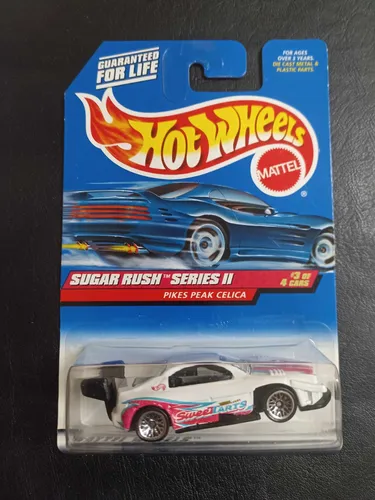 GUARANTEED
FOR LIFE
FOR AGES
OVER 3 YEARS.
DIE CAST METAL &
PLASTIC PARTS.
HOT WHEELS
MATTEL
®
SUGAR RUSH™ SERIES II
#3 OF
4 CARS
PIKES PEAK CELICA
SweeTARTS